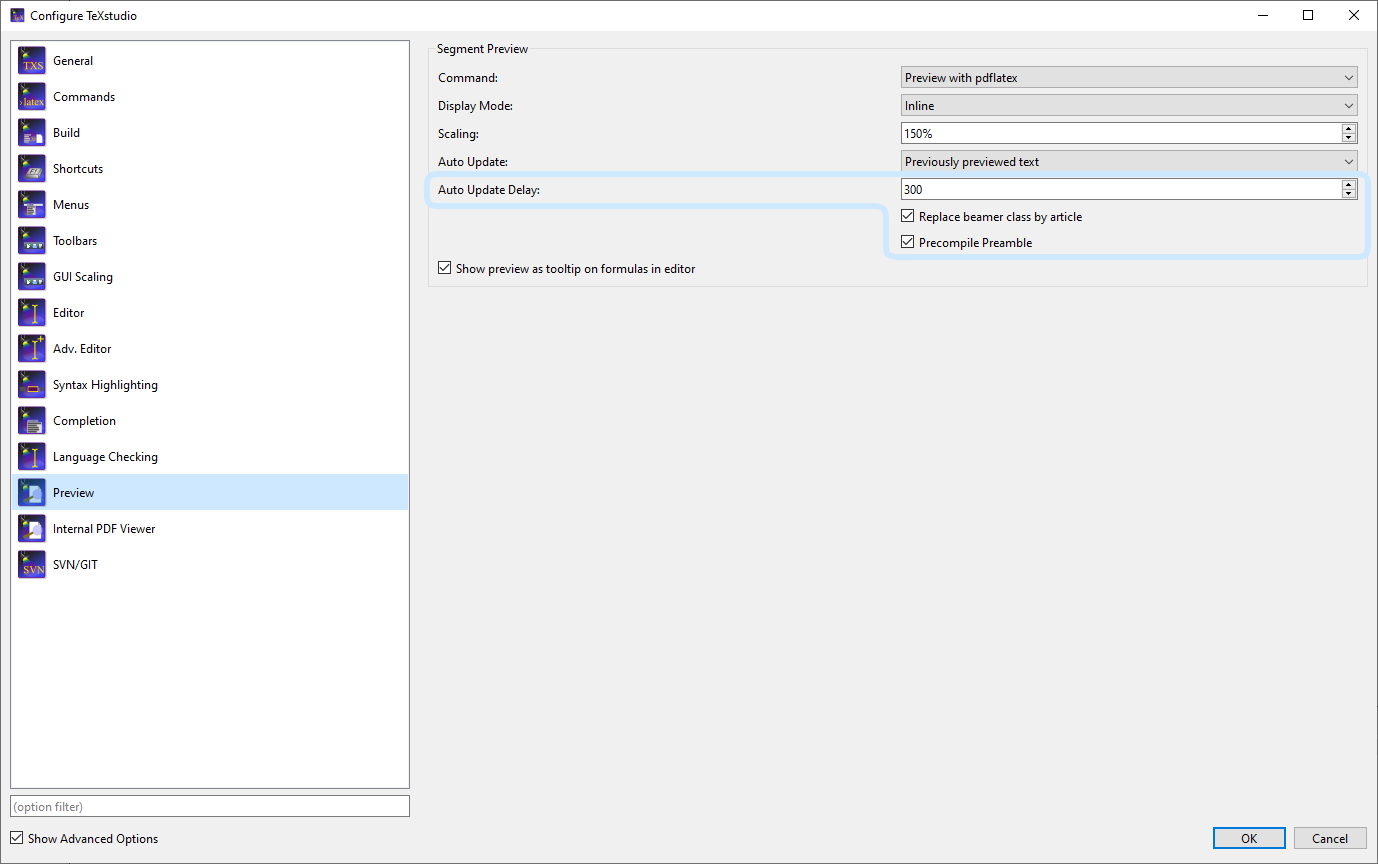 Configure TeXstudio
TXS General
latex Commands
Build
Shortcuts
Menus
Toolbars
GUI Scaling
Editor
Adv. Editor
Syntax Highlighting
Completion
Language Checking
Preview
Internal PDF Viewer
SVN SVN/GIT
(option filter)
Show Advanced Options
Segment Preview
Command: Preview with pdflatex
Display Mode: Inline
Scaling: 150%
Auto Update: Previously previewed text
Auto Update Delay: 300
Replace beamer class by article
Precompile Preamble
Show preview as tooltip on formulas in editor
OK Cancel